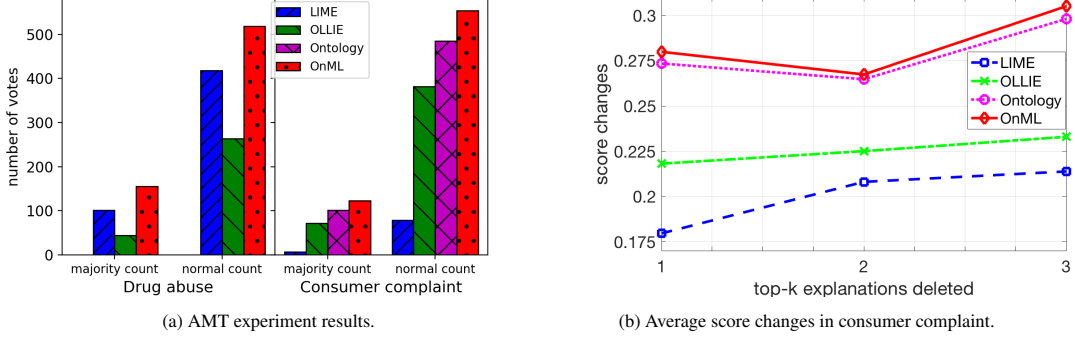 500
400
300
200
100
0
number of votes
LIME
OLLIE
Ontology
OnML
majority count
normal count
majority count
normal count
Drug abuse
Consumer complaint
(a) AMT experiment results.
0.3
0.275
0.25
0.225
0.2
0.175
score changes
LIME
OLLIE
Ontology
OnML
1
2
3
top-k explanations deleted
(b) Average score changes in consumer complaint.